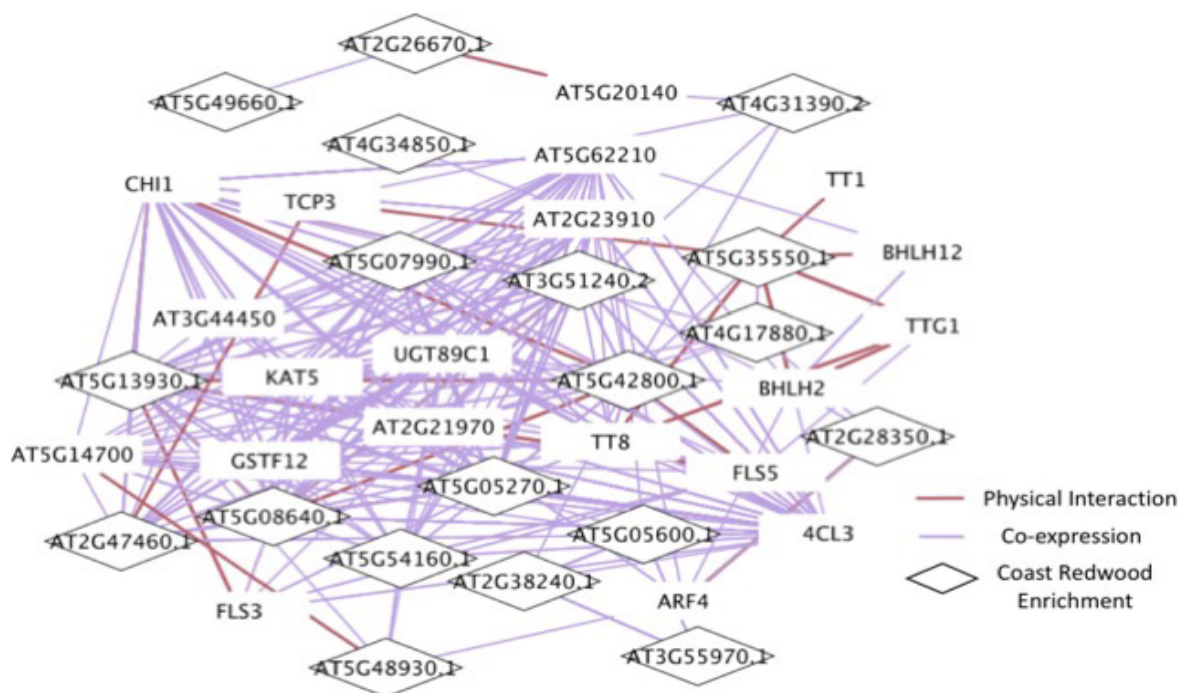 AT2G26670.1
AT5G49660.1
AT5G20140
AT4G31390.2
AT4G34850.1
AT5G62210
CHI1
TCP3
TT1
AT2G23910
AT5G07990.1
AT3G51240.2
AT5G35550.1
BHLH12
AT3G44450
UGT89C1
AT4G17880.1
TTG1
AT5G13930.1
KAT5
AT5G42800.1
BHLH2
AT5G14700
GSTF12
AT2G21970
TT8
AT2G28350.1
FLS5
AT5G05270.1
AT2G47460.1
AT5G08640.1
AT5G05600.1
4CL3
AT5G54160.1
AT2G38240.1
FLS3
ARF4
AT5G48930.1
AT3G55970.1
Physical Interaction
Co-expression
Coast Redwood
Enrichment